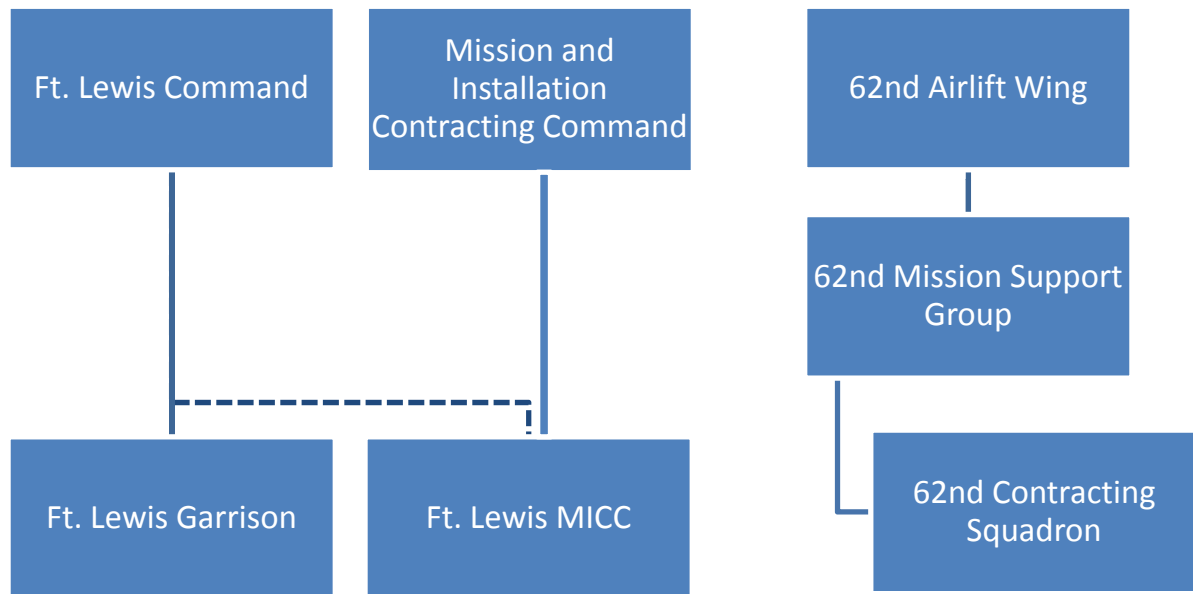 Ft. Lewis Command
Mission and
Installation
Contracting Command
62nd Airlift Wing
62nd Mission Support
Group
Ft. Lewis Garrison
Ft. Lewis MICC
62nd Contracting
Squadron